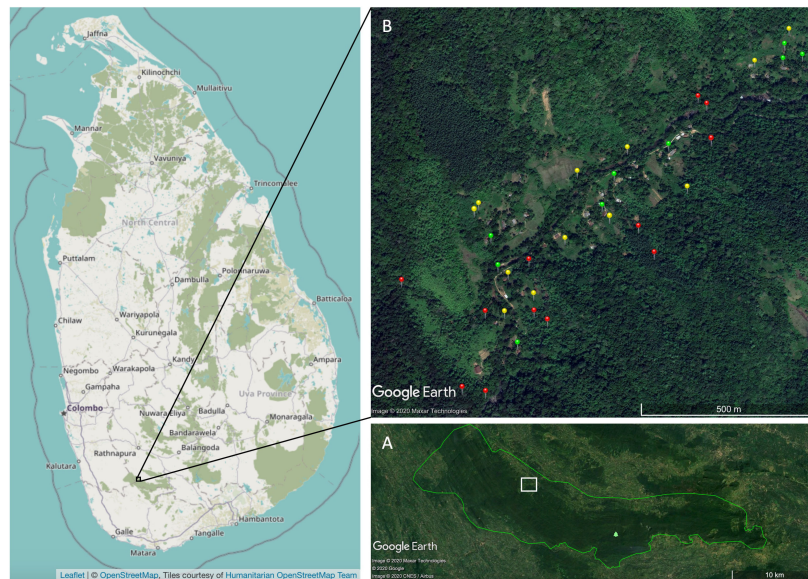 Jaffna
Kilinochchi
Mullaitivu
Mannar
Vavuniya
Trincomalee
North Central
Puttalam
Polonnaruwa
Dambulla
Batticaloa
Wariyapola
Chilaw
Kurunegala
Kandy
Ampara
Negombo
Warakapola
Gampaha
Uva Province
Nuwara Eliya
Badulla
Colombo
Monaragala
Bandarawela
Balangoda
Rathnapura
Kalutara
Hambantota
Galle
Tangalle
Matara
Leaflet | © OpenStreetMap, Tiles courtesy of Humanitarian OpenStreetMap Team
B
Google Earth
Image © 2020 Maxar Technologies
500 m
A
Google Earth
Image © 2020 Maxar Technologies
© 2020 Google
Image © 2020 CNES / Airbus
10 km